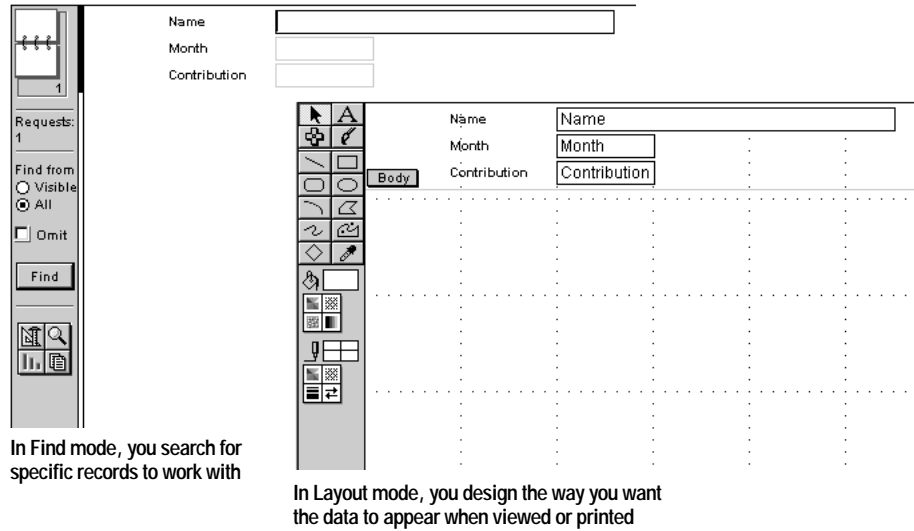 Name
Month
Contribution
1
Requests:
1
Find from
Visible
All
Omit
Find
A
Name
Name
Month
Month
Contribution
Contribution
Body
In Find mode, you search for
specific records to work with
In Layout mode, you design the way you want
the data to appear when viewed or printed